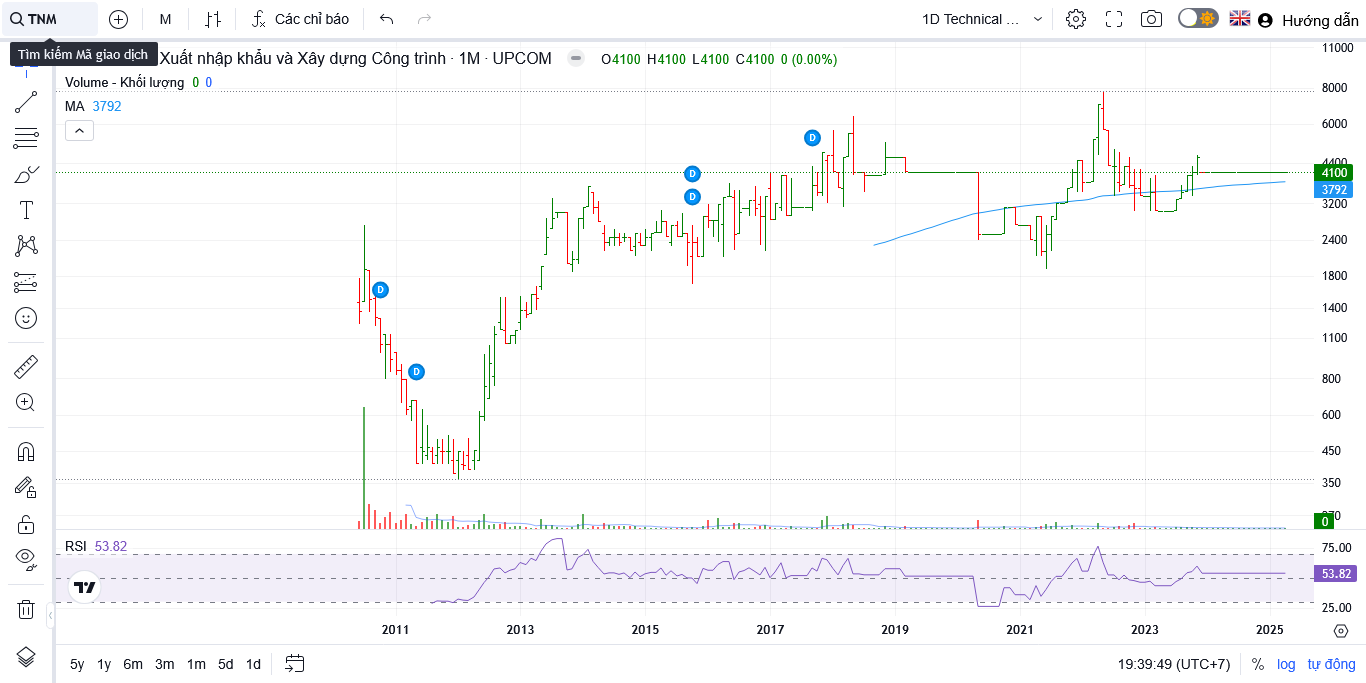 TNM
M
Các chỉ báo
1D Technical ...
Hướng dẫn
Tìm kiếm Mã giao dịch
Xuất nhập khẩu và Xây dựng Công trình · 1M · UPCOM
O4100 H4100 L4100 C4100 0 (0.00%)
Volume - Khối lượng 0 0
MA 3792
11000
8000
6000
4400
4100
3792
3200
2400
1800
1400
1100
800
600
450
350
270
0
D
D
D
D
D
RSI 53.82
75.00
53.82
25.00
2011 2013 2015 2017 2019 2021 2023 2025
5y 1y 6m 3m 1m 5d 1d
19:39:49 (UTC+7)
% log tự động